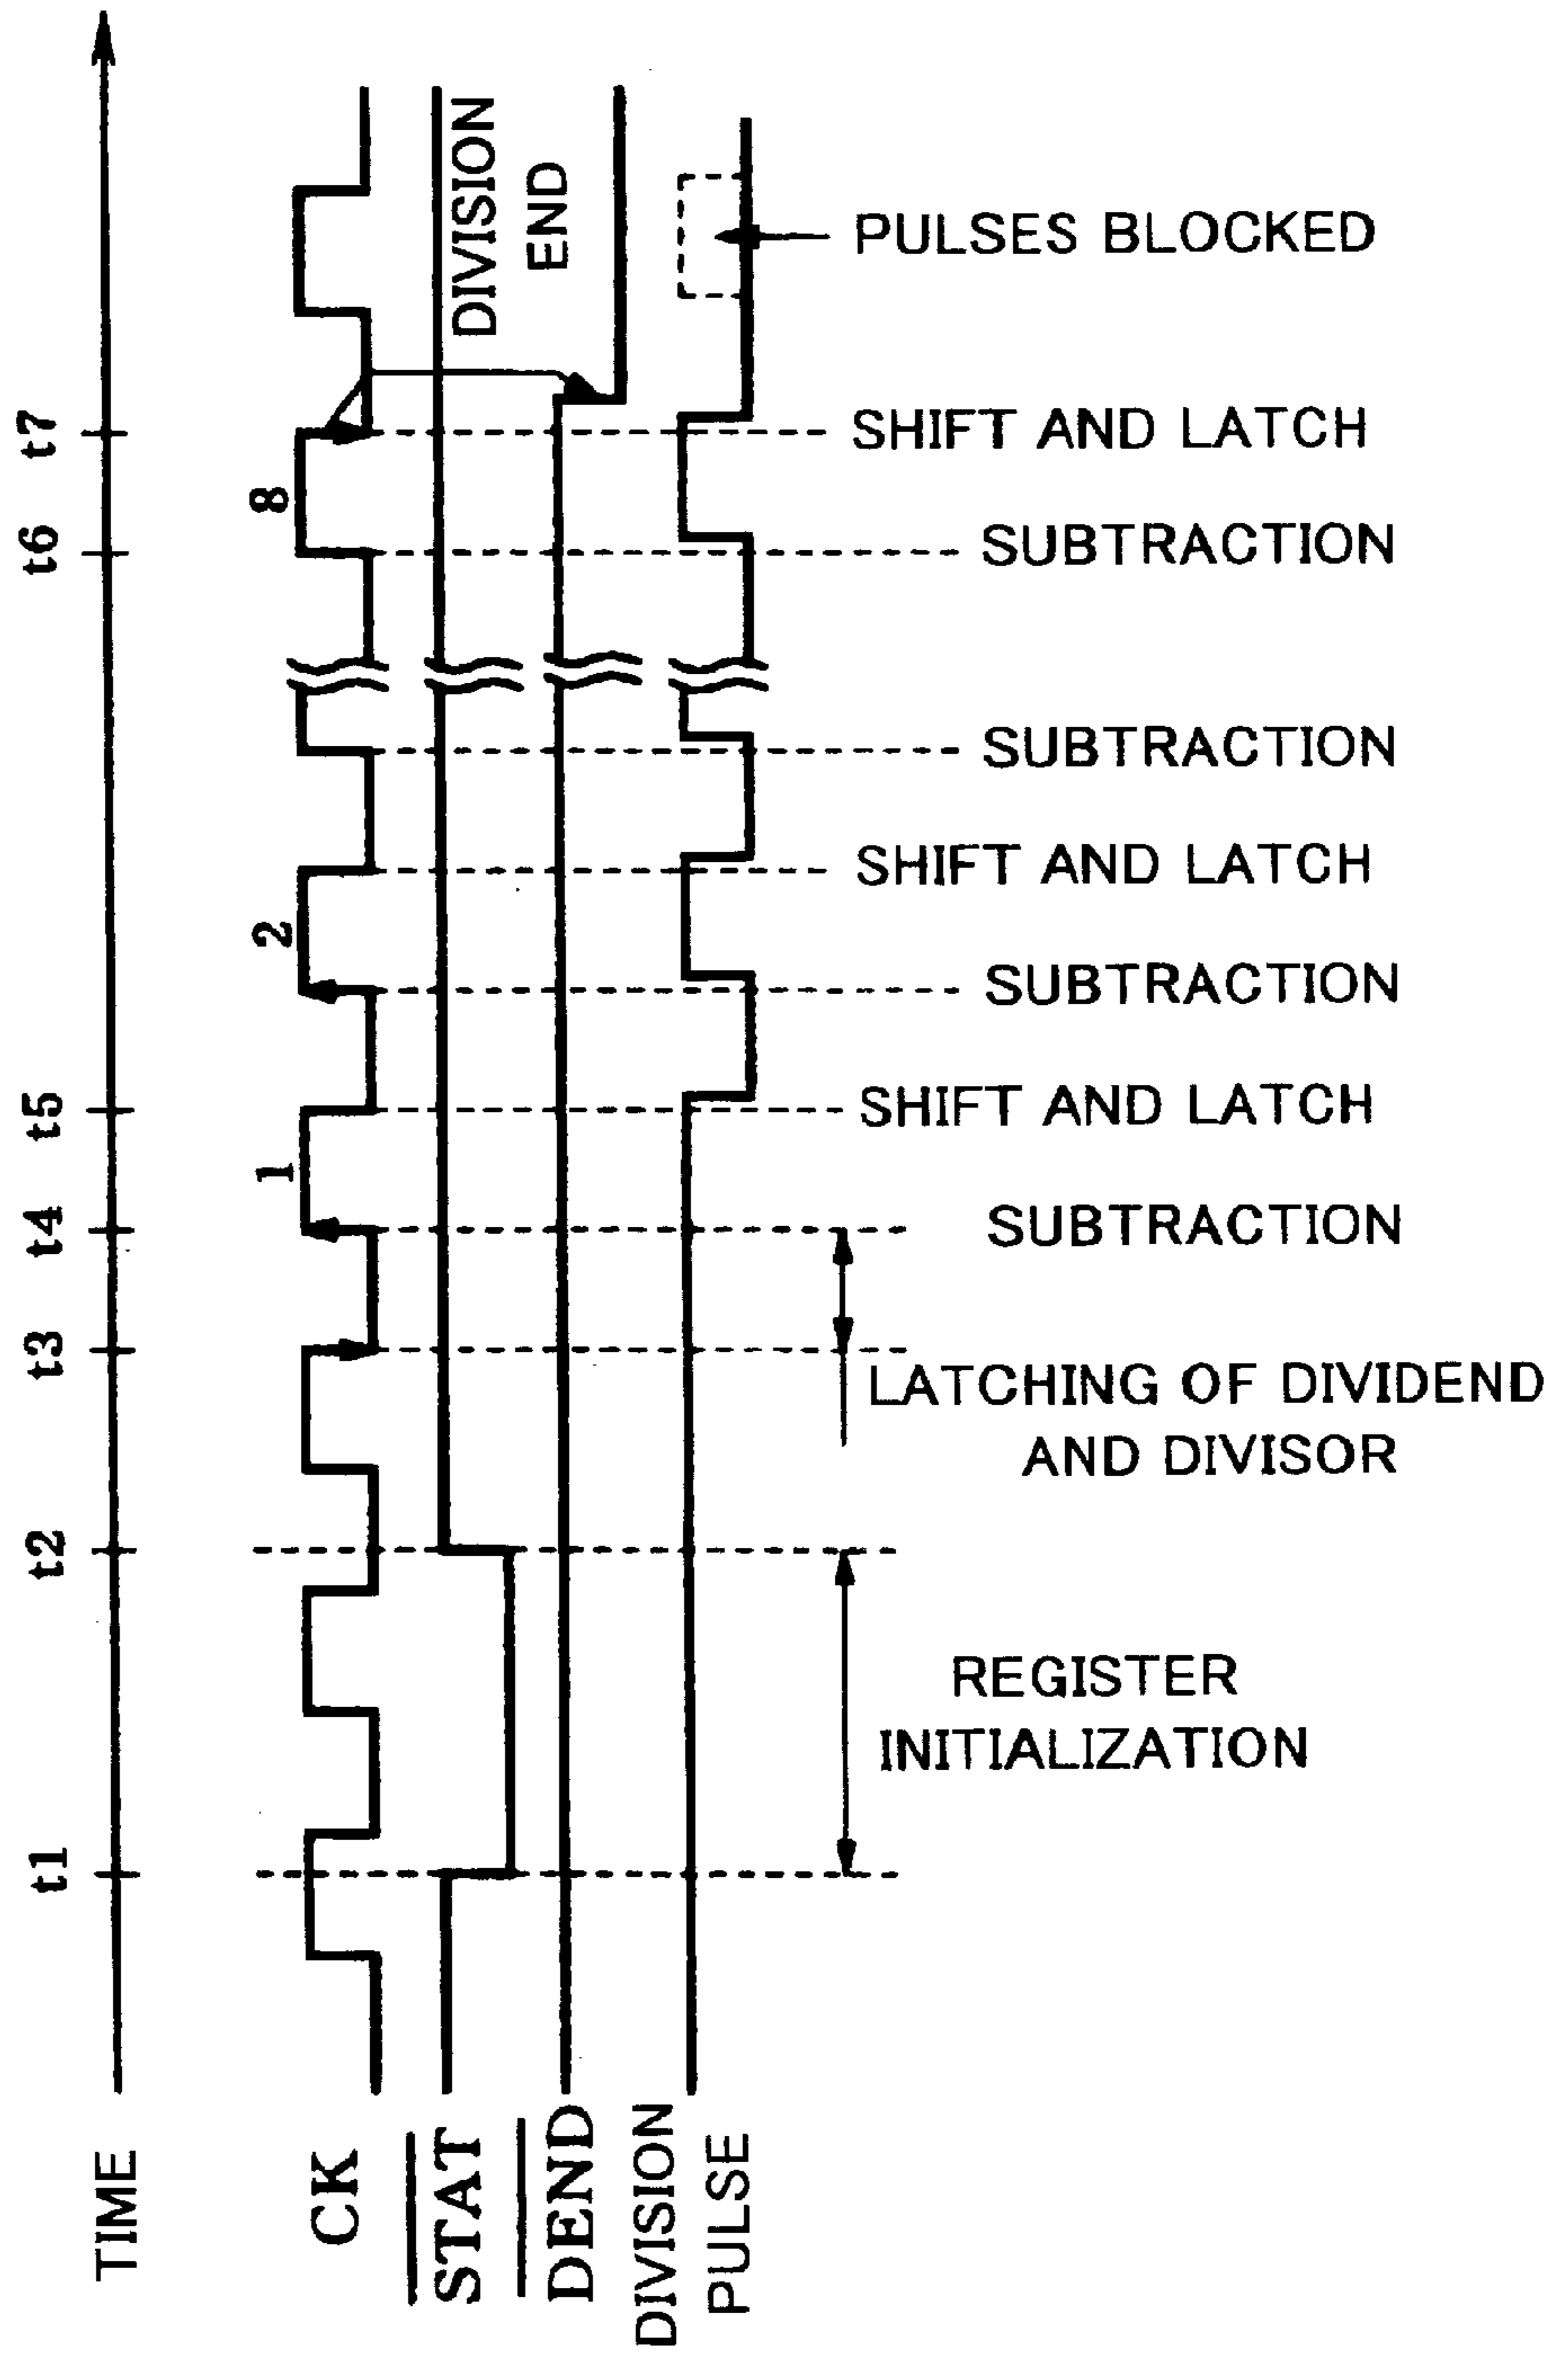 TIME
t1
t2
t3
t4
t5
t6
t7
CK
1
2
8
STAT
DIVISION
END
DEND
DIVISION
PULSE
PULSES BLOCKED
SHIFT AND LATCH
SUBTRACTION
SUBTRACTION
SHIFT AND LATCH
SUBTRACTION
SHIFT AND LATCH
SUBTRACTION
LATCHING OF DIVIDEND
AND DIVISOR
REGISTER
INITIALIZATION